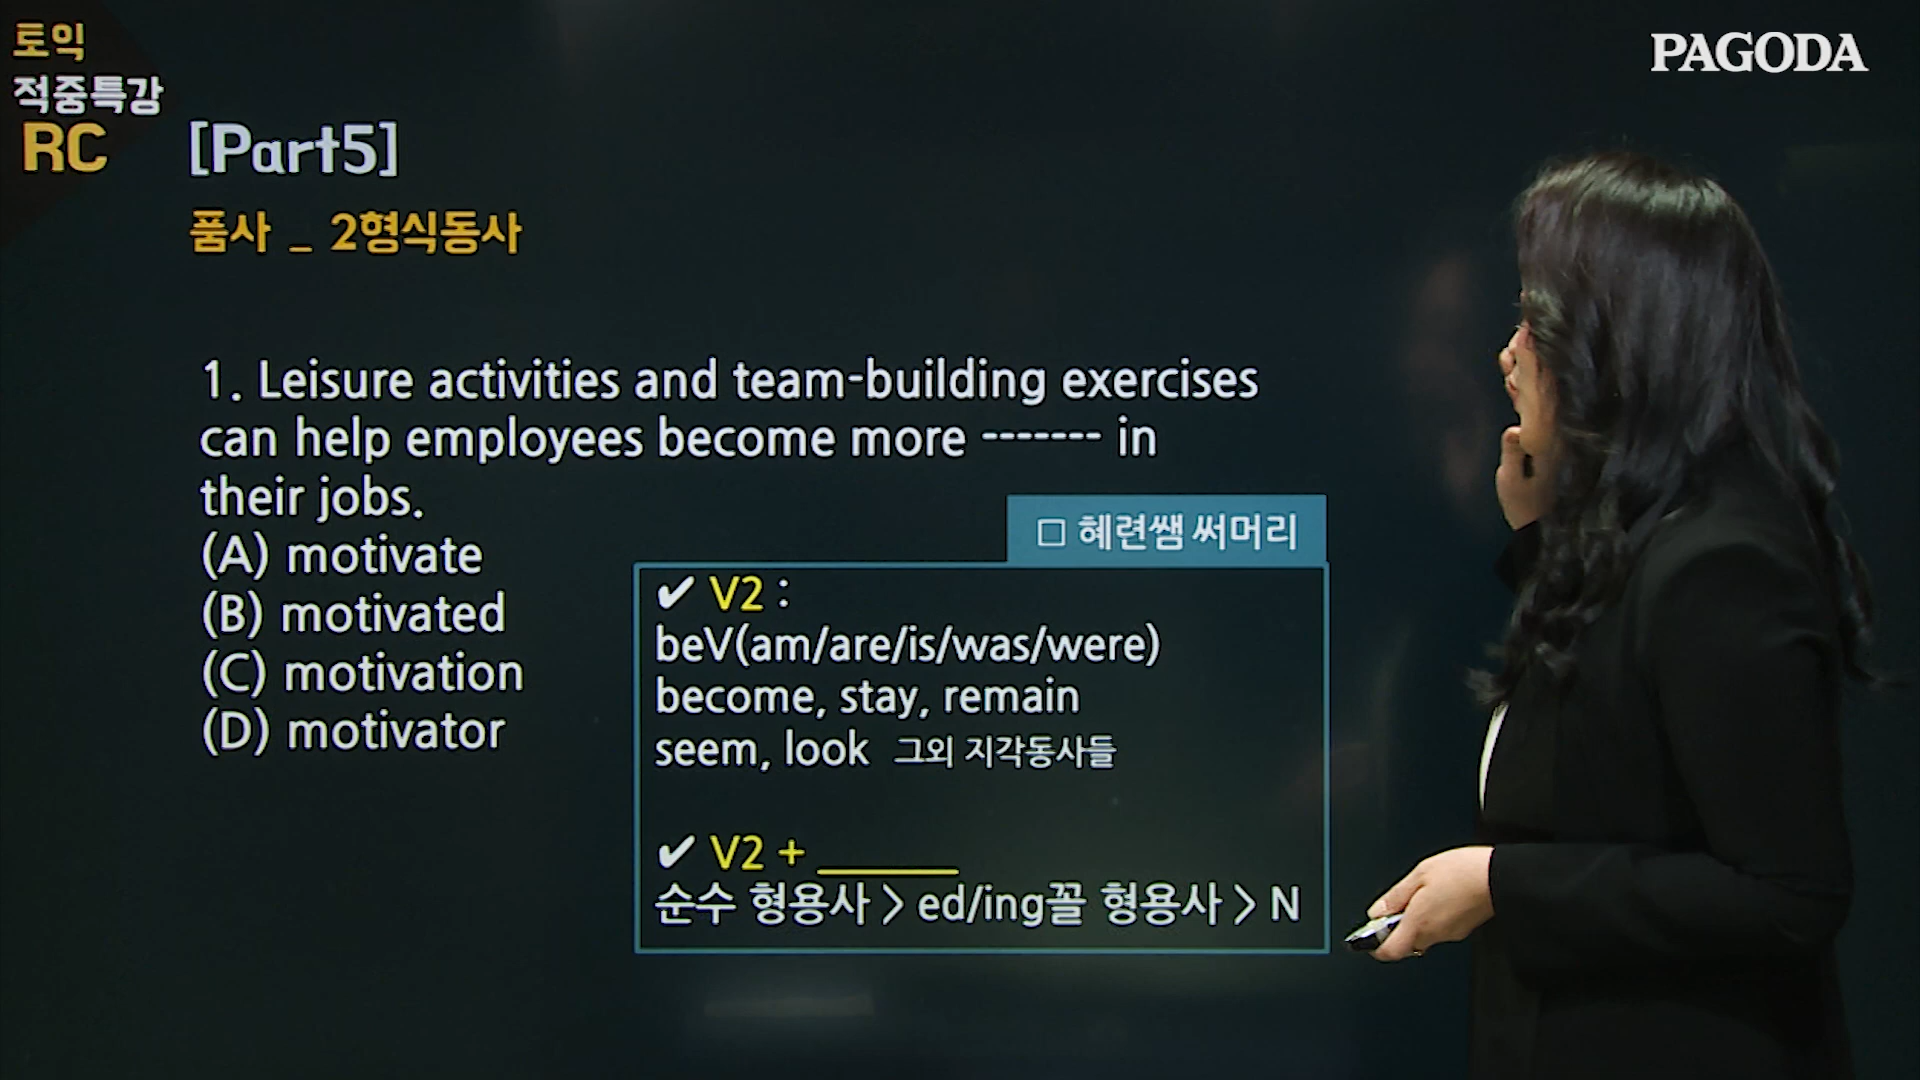 토익
적중특강
RC
PAGODA
[Part5]
품사 _ 2형식동사
1. Leisure activities and team-building exercises
can help employees become more ------- in
their jobs.
(A) motivate
(B) motivated
(C) motivation
(D) motivator
□ 혜련쌤 써머리
✔ V2 :
beV(am/are/is/was/were)
become, stay, remain
seem, look 그외 지각동사들
✔ V2 + ______
순수 형용사 > ed/ing꼴 형용사 > N